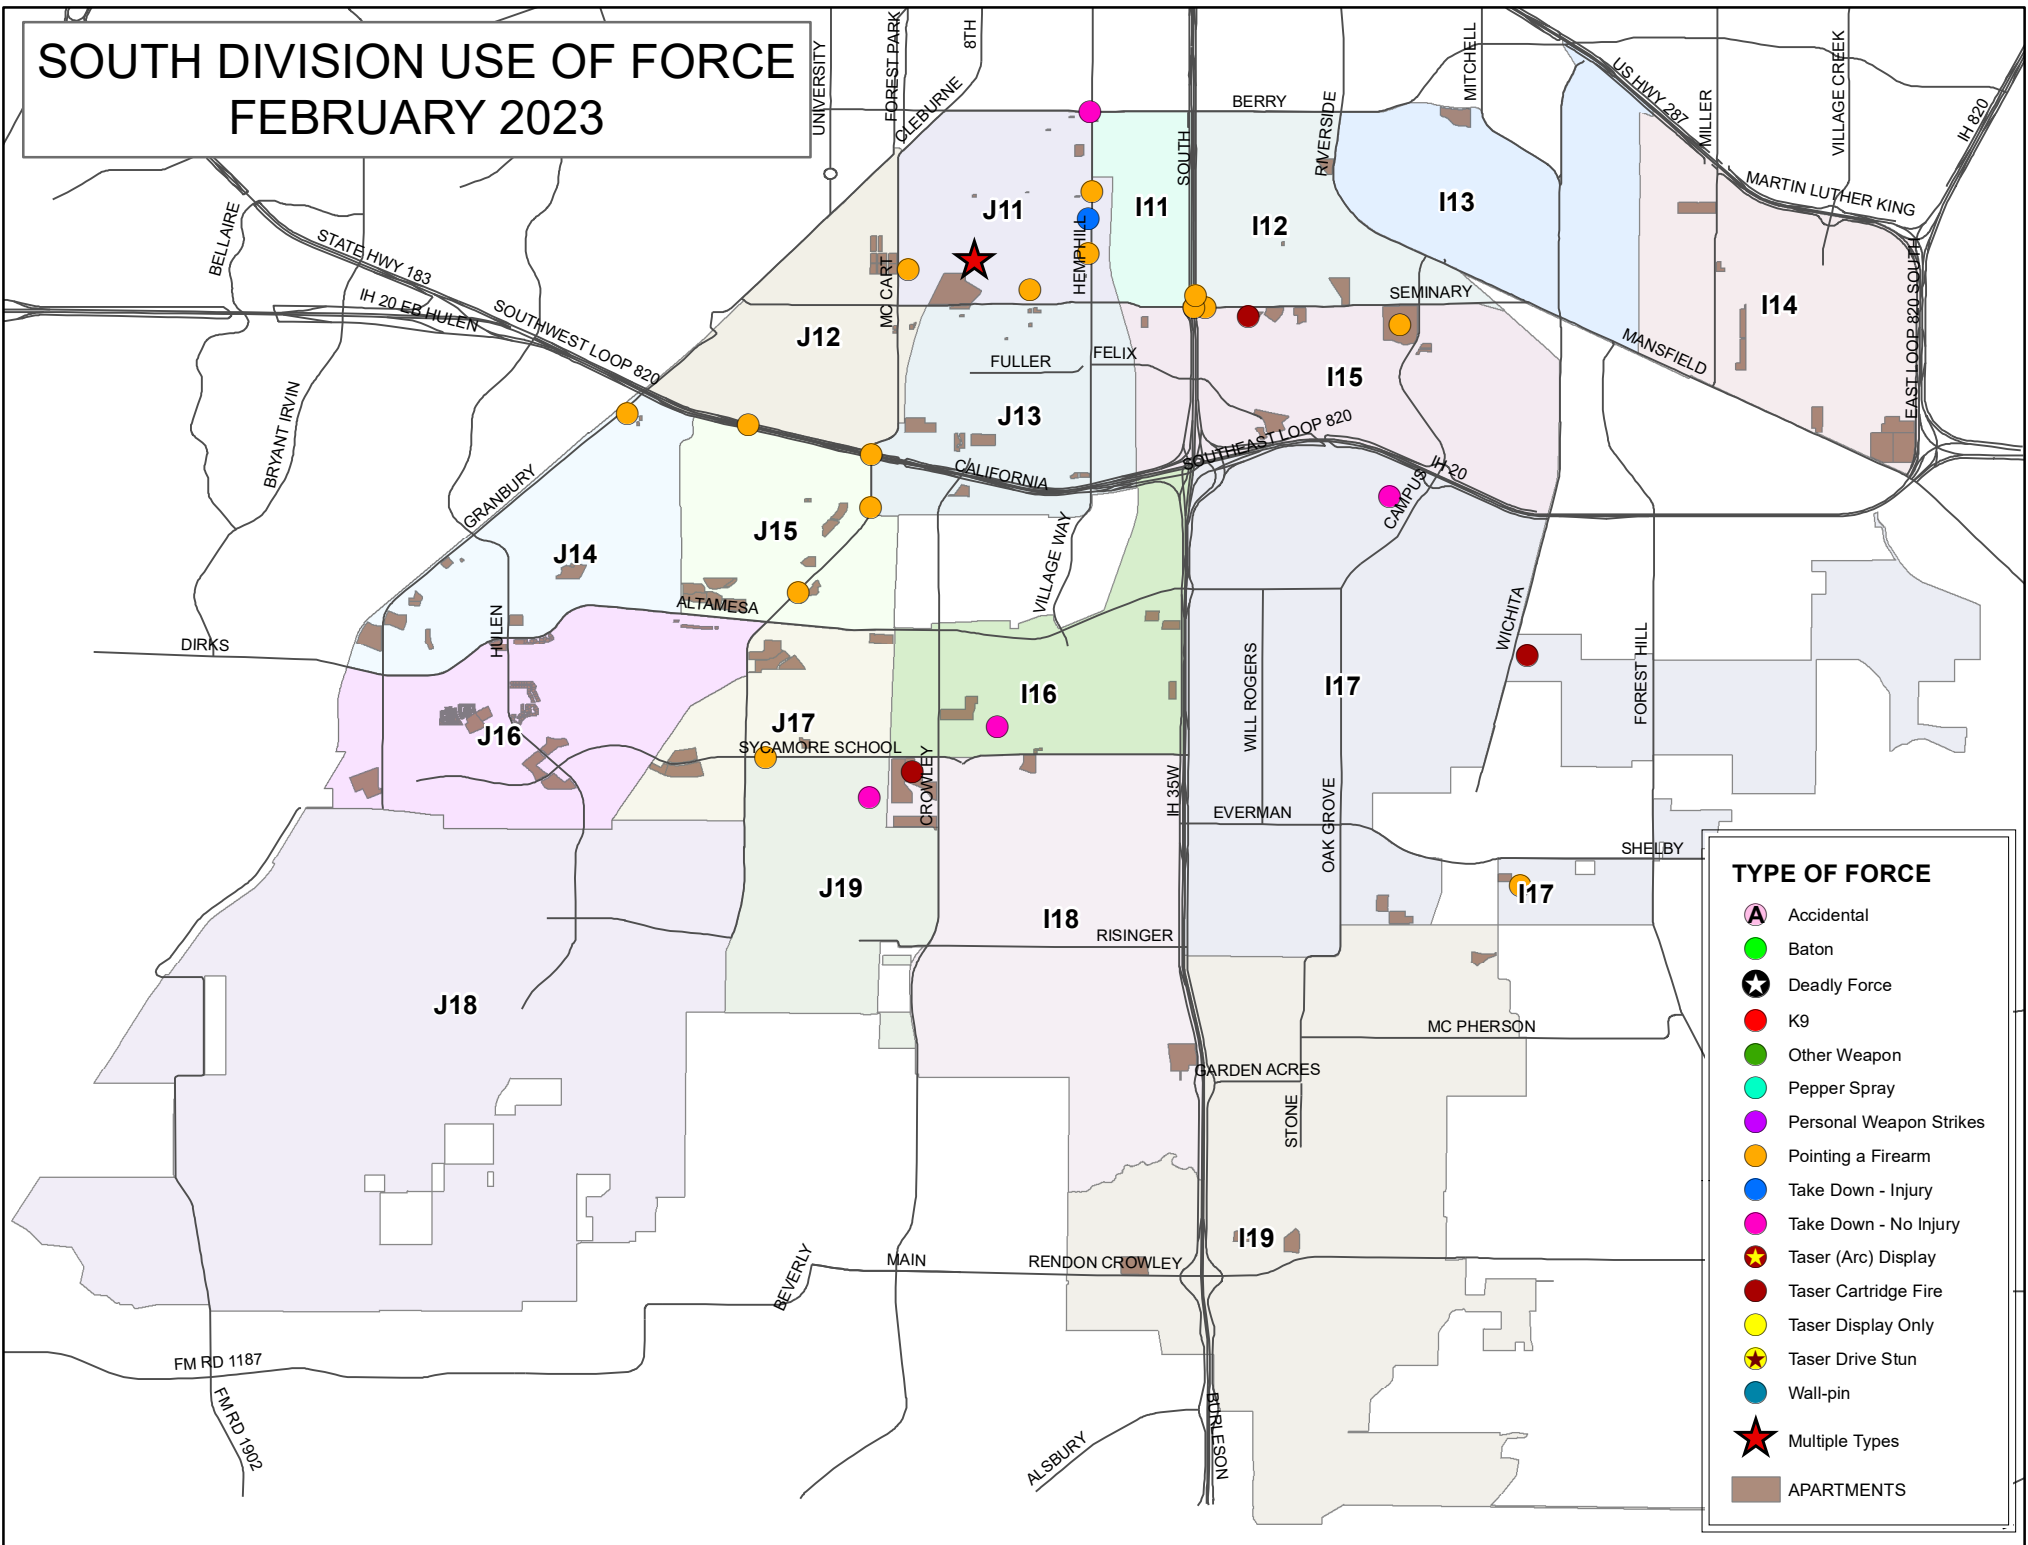 SOUTH DIVISION USE OF FORCE
FEBRUARY 2023
UNIVERSITY
FOREST PARK
8TH
CLEBURNE
BERRY
SOUTH
RIVERSIDE
MITCHELL
US HWY 287
MILLER
VILLAGE CREEK
IH 820
MARTIN LUTHER KING
BELLAIRE
STATE HWY 183
IH 20 EB HULEN
SOUTHWEST LOOP 820
MC CART
HEMPHILL
J11
I11
I12
I13
I14
SEMINARY
MANSFIELD
EAST LOOP 820 SOUTH
J12
FULLER
FELIX
J13
I15
BRYANT IRVIN
GRANBURY
CALIFORNIA
SOUTHEAST LOOP 820
IH 20
CAMPUS
J15
J14
VILLAGE WAY
ALTAMESA
HULEN
DIRKS
WICHITA
WILL ROGERS
FOREST HILL
I16
I17
J16
J17
SYCAMORE SCHOOL
CROWLEY
IH 35W
EVERMAN
OAK GROVE
SHELBY
J19
I18
I17
RISINGER
J18
MC PHERSON
GARDEN ACRES
STONE
I19
BEVERLY
MAIN
RENDON CROWLEY
FM RD 1187
FM RD 1902
ALSBURY
BURLESON
TYPE OF FORCE
A Accidental
Baton
Deadly Force
K9
Other Weapon
Pepper Spray
Personal Weapon Strikes
Pointing a Firearm
Take Down - Injury
Take Down - No Injury
Taser (Arc) Display
Taser Cartridge Fire
Taser Display Only
Taser Drive Stun
Wall-pin
Multiple Types
APARTMENTS